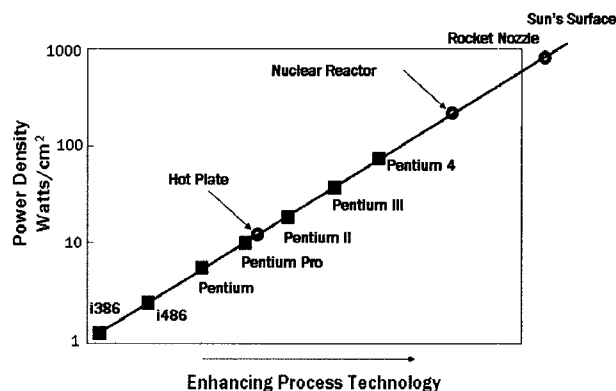 Sun's Surface
Rocket Nozzle
1000
Nuclear Reactor
100
Power Density
Watts/cm²
Pentium 4
Hot Plate
Pentium III
Pentium II
10
Pentium Pro
Pentium
i386
i486
1
Enhancing Process Technology